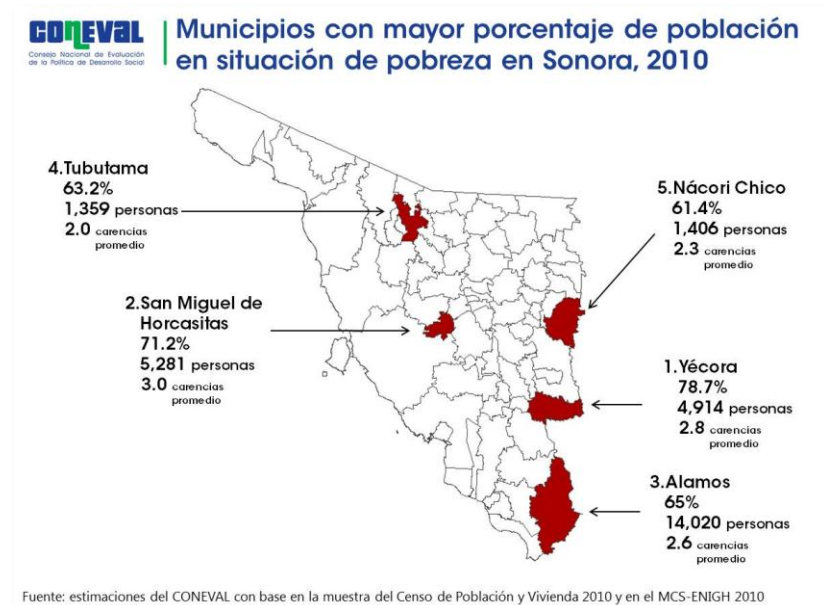 CONEVAL
Consejo Nacional de Evaluación
de la Política de Desarrollo Social
Municipios con mayor porcentaje de población
en situación de pobreza en Sonora, 2010
4.Tubutama
63.2%
1,359 personas
2.0 carencias
promedio
5.Nácori Chico
61.4%
1,406 personas
2.3 carencias
promedio
2.San Miguel de
Horcasitas
71.2%
5,281 personas
3.0 carencias
promedio
1.Yécora
78.7%
4,914 personas
2.8 carencias
promedio
3.Alamos
65%
14,020 personas
2.6 carencias
promedio
Fuente: estimaciones del CONEVAL con base en la muestra del Censo de Población y Vivienda 2010 y en el MCS-ENIGH 2010